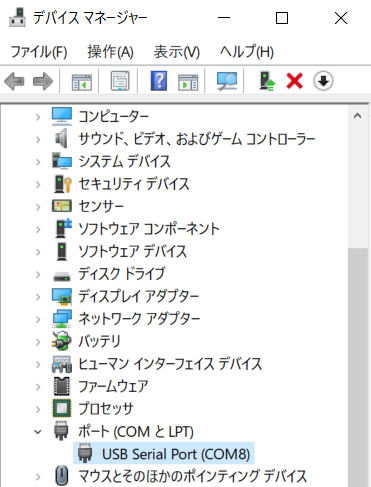 デバイス マネージャー
ファイル(F) 操作(A) 表示(V) ヘルプ(H)
コンピューター
サウンド、ビデオ、およびゲーム コントローラー
システム デバイス
セキュリティ デバイス
センサー
ソフトウェア コンポーネント
ソフトウェア デバイス
ディスク ドライブ
ディスプレイ アダプター
ネットワーク アダプター
バッテリ
ヒューマン インターフェイス デバイス
ファームウェア
プロセッサ
ポート (COM と LPT)
USB Serial Port (COM8)
マウスとそのほかのポインティング デバイス